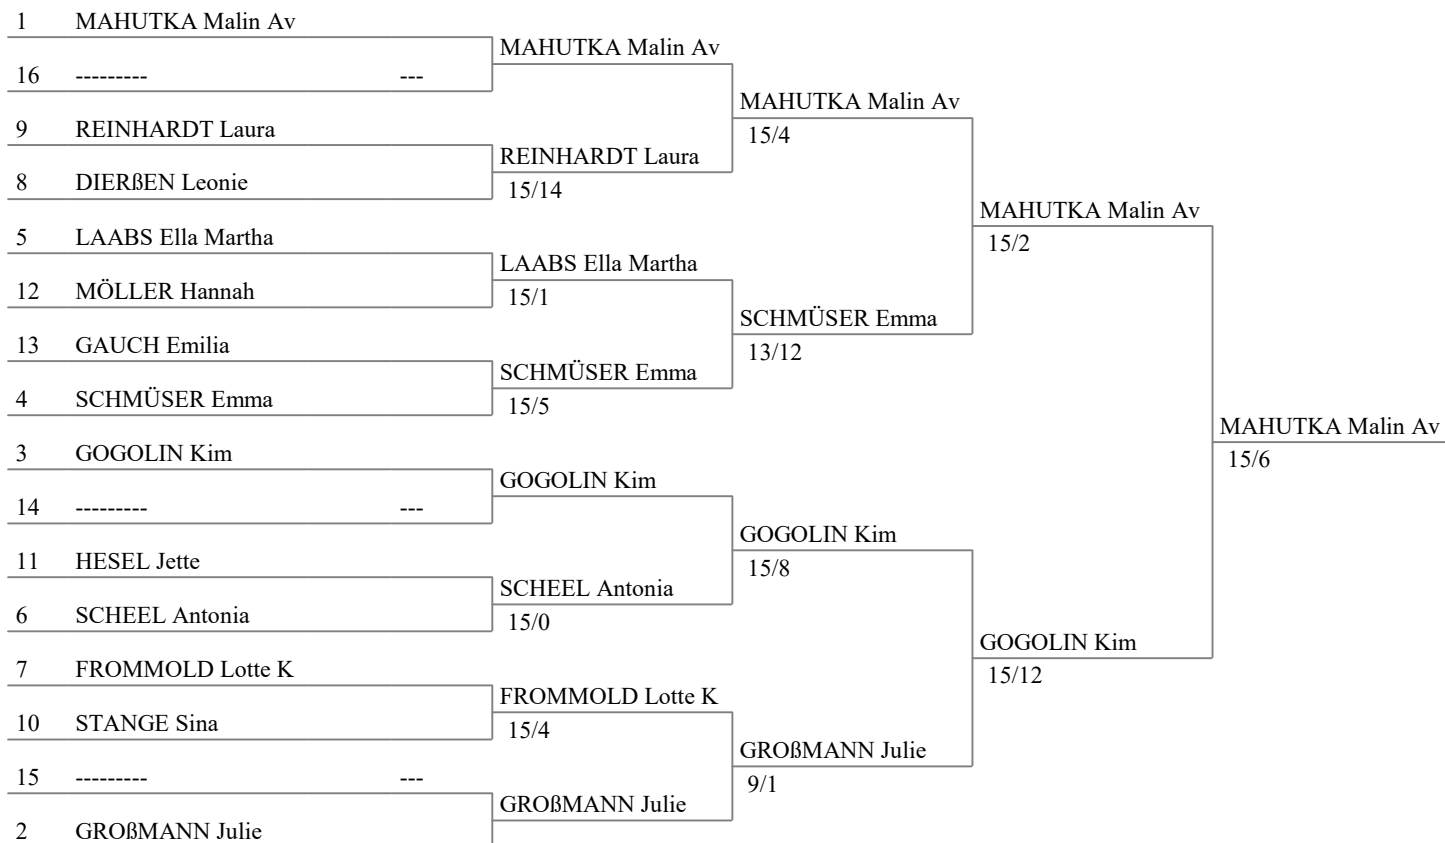 1 MAHUTKA Malin Av
MAHUTKA Malin Av
16 --------- ---
MAHUTKA Malin Av
15/4
9 REINHARDT Laura
REINHARDT Laura
15/14
8 DIERßEN Leonie
MAHUTKA Malin Av
15/2
5 LAABS Ella Martha
LAABS Ella Martha
15/1
12 MÖLLER Hannah
SCHMÜSER Emma
13/12
13 GAUCH Emilia
SCHMÜSER Emma
15/5
4 SCHMÜSER Emma
MAHUTKA Malin Av
15/6
3 GOGOLIN Kim
GOGOLIN Kim
14 --------- ---
GOGOLIN Kim
15/8
11 HESEL Jette
SCHEEL Antonia
15/0
6 SCHEEL Antonia
GOGOLIN Kim
15/12
7 FROMMOLD Lotte K
FROMMOLD Lotte K
15/4
10 STANGE Sina
GROßMANN Julie
9/1
15 --------- ---
GROßMANN Julie
2 GROßMANN Julie